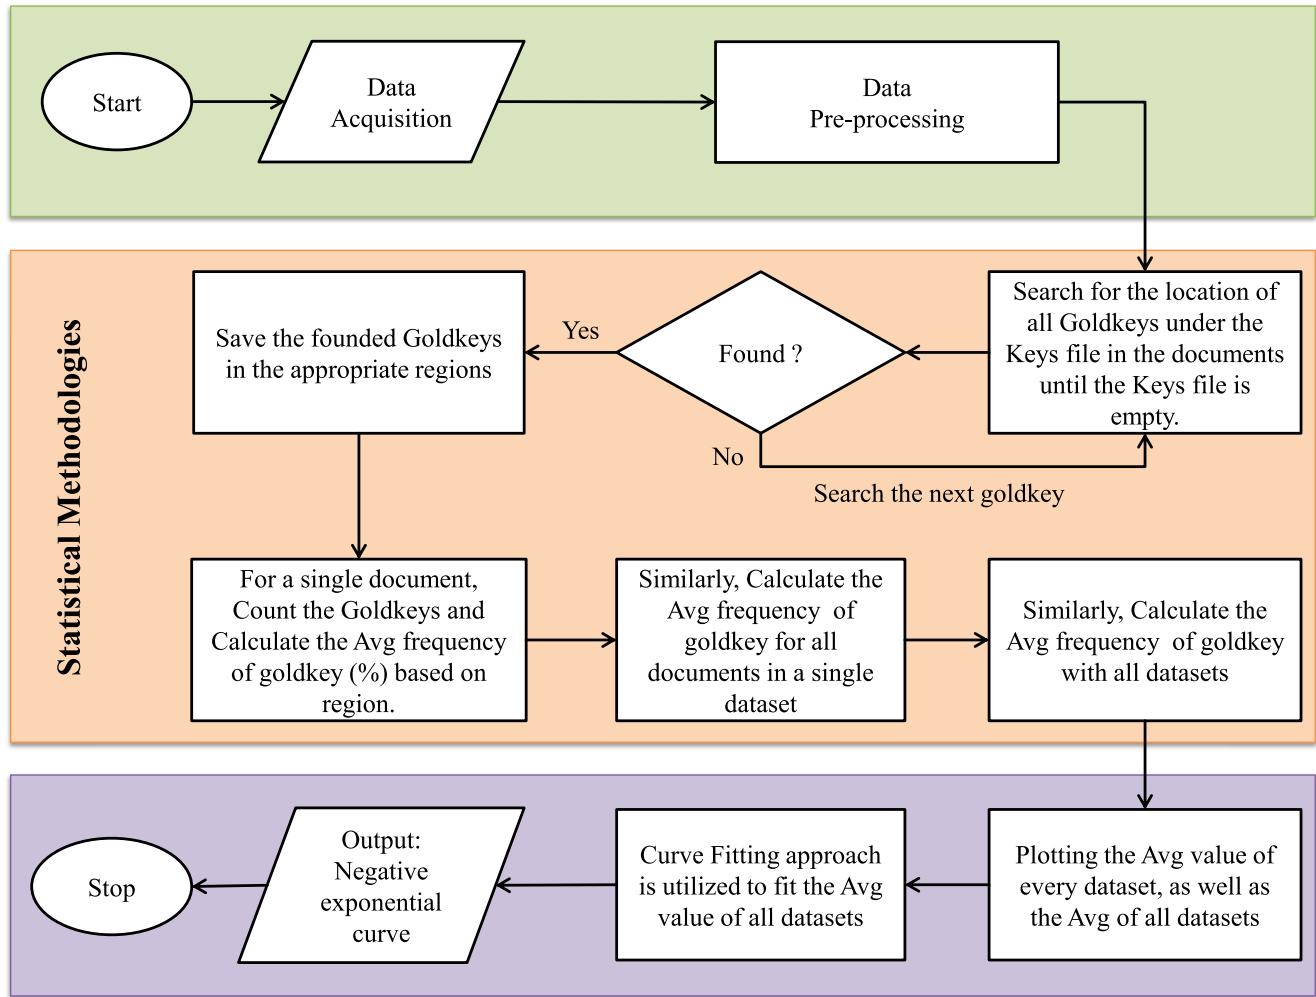 Start
Data
Acquisition
Data
Pre-processing
Statistical Methodologies
Search for the location of
all Goldkeys under the
Keys file in the documents
until the Keys file is
empty.
Found ?
Yes
No
Search the next goldkey
Save the founded Goldkeys
in the appropriate regions
For a single document,
Count the Goldkeys and
Calculate the Avg frequency
of goldkey (%) based on
region.
Similarly, Calculate the
Avg frequency  of
goldkey for all
documents in a single
dataset
Similarly, Calculate the
Avg frequency  of goldkey
with all datasets
Plotting the Avg value of
every dataset, as well as
the Avg of all datasets
Curve Fitting approach
is utilized to fit the Avg
value of all datasets
Output:
Negative
exponential
curve
Stop